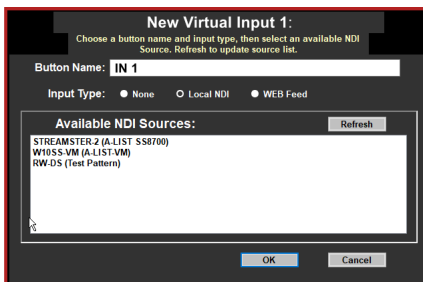 New Virtual Input 1:
Choose a button name and input type, then select an available NDI
Source. Refresh to update source list.
Button Name: IN 1
Input Type: None Local NDI WEB Feed
Available NDI Sources: Refresh
STREAMSTER-2 (A-LIST SS8700)
W10SS-VM (A-LIST-VM)
RW-DS (Test Pattern)
OK Cancel